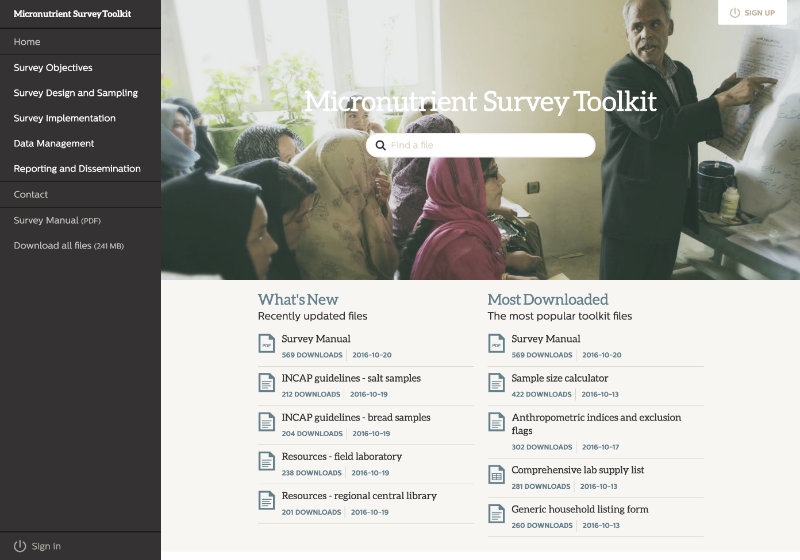 Micronutrient Survey Toolkit
Home
Survey Objectives
Survey Design and Sampling
Survey Implementation
Data Management
Reporting and Dissemination
Contact
Survey Manual (PDF)
Download all files (241 MB)
Sign In
SIGN UP
Micronutrient Survey Toolkit
Find a file
What's New
Recently updated files
PDF
Survey Manual
569 DOWNLOADS 2016-10-20
INCAP guidelines - salt samples
212 DOWNLOADS 2016-10-19
INCAP guidelines - bread samples
204 DOWNLOADS 2016-10-19
Resources - field laboratory
238 DOWNLOADS 2016-10-19
Resources - regional central library
201 DOWNLOADS 2016-10-19
Most Downloaded
The most popular toolkit files
PDF
Survey Manual
569 DOWNLOADS 2016-10-20
Sample size calculator
422 DOWNLOADS 2016-10-13
Anthropometric indices and exclusion
flags
302 DOWNLOADS 2016-10-17
Comprehensive lab supply list
281 DOWNLOADS 2016-10-13
Generic household listing form
260 DOWNLOADS 2016-10-13